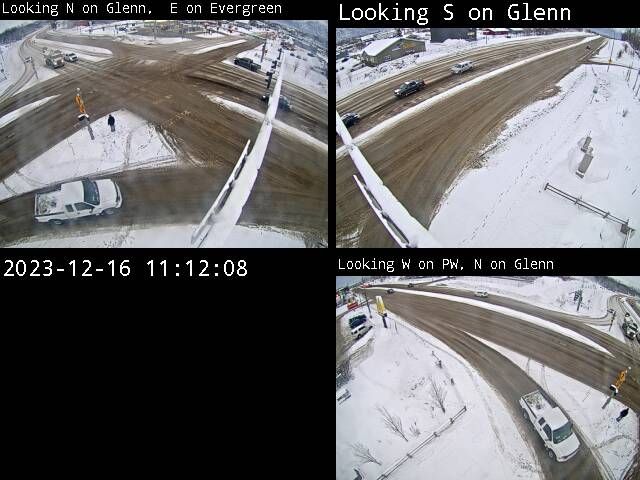 Looking N on Glenn,  E on Evergreen
Looking S on Glenn
2023-12-16 11:12:08
Looking W on PW, N on Glenn